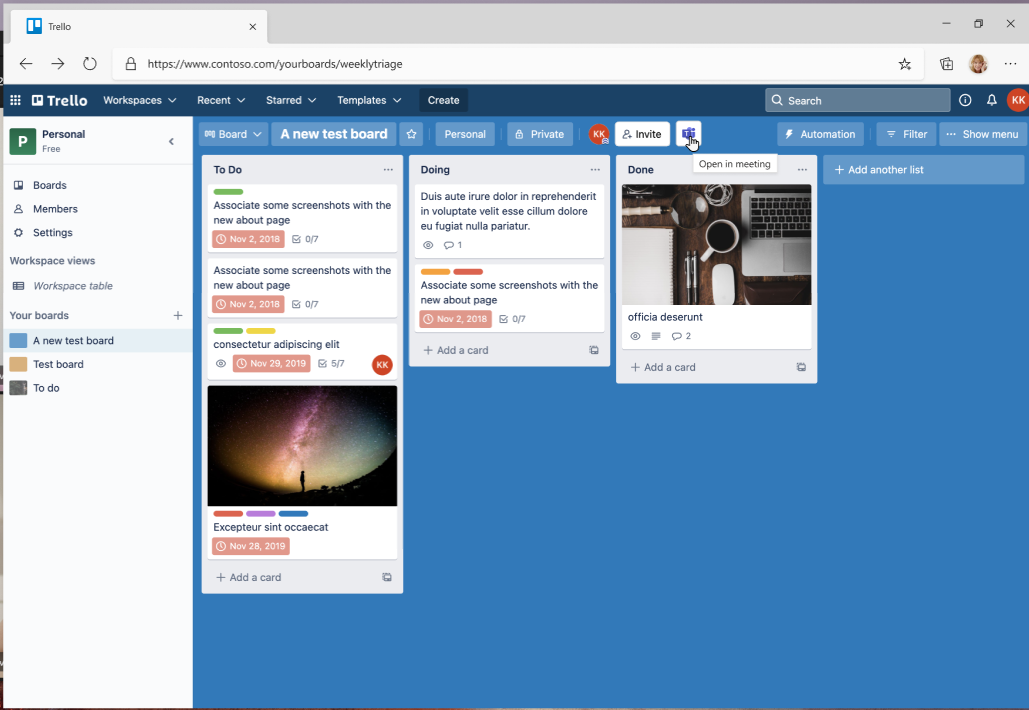 Trello
https://www.contoso.com/yourboards/weeklytriage
Trello
Workspaces
Recent
Starred
Templates
Create
Search
KK
P
Personal
Free
Boards
Members
Settings
Workspace views
Workspace table
Your boards
A new test board
Test board
To do
Board
A new test board
Personal
Private
KK
Invite
Open in meeting
Automation
Filter
Show menu
To Do
Associate some screenshots with the
new about page
Nov 2, 2018
0/7
Associate some screenshots with the
new about page
Nov 2, 2018
0/7
consectetur adipiscing elit
Nov 29, 2019
5/7
KK
Excepteur sint occaecat
Nov 28, 2019
Add a card
Doing
Duis aute irure dolor in reprehenderit
in voluptate velit esse cillum dolore
eu fugiat nulla pariatur.
1
Associate some screenshots with the
new about page
Nov 2, 2018
0/7
Add a card
Done
officia deserunt
2
Add a card
Add another list